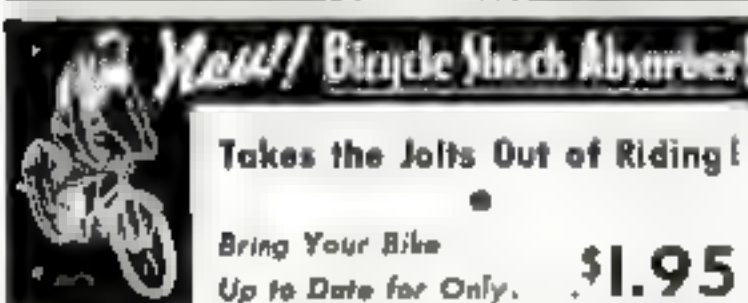 New!! Bicycle Shock Absorber!
Takes the Jolts Out of Riding!
Bring Your Bike
Up to Date for Only. $1.95